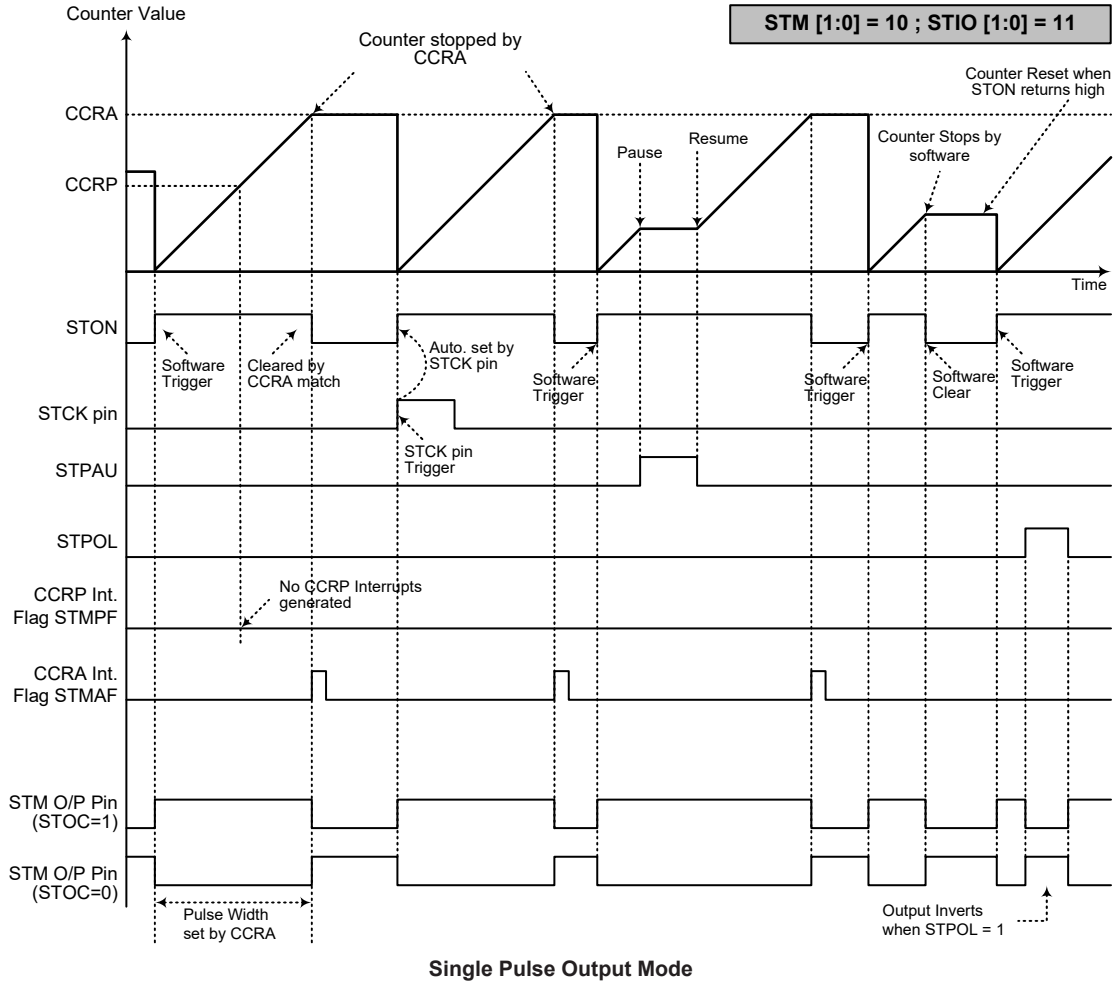 Counter Value
STM [1:0] = 10 ; STIO [1:0] = 11
Counter stopped by
CCRA
Counter Reset when
STON returns high
CCRA
Pause
Resume
Counter Stops by
software
CCRP
Time
STON
Software
Trigger
Cleared by
CCRA match
Auto. set by
STCK pin
Software
Trigger
Software
Trigger
Software
Clear
Software
Trigger
STCK pin
STCK pin
Trigger
STPAU
STPOL
CCRP Int.
Flag STMPF
No CCRP Interrupts
generated
CCRA Int.
Flag STMAF
STM O/P Pin
(STOC=1)
STM O/P Pin
(STOC=0)
Pulse Width
set by CCRA
Output Inverts
when STPOL = 1
Single Pulse Output Mode